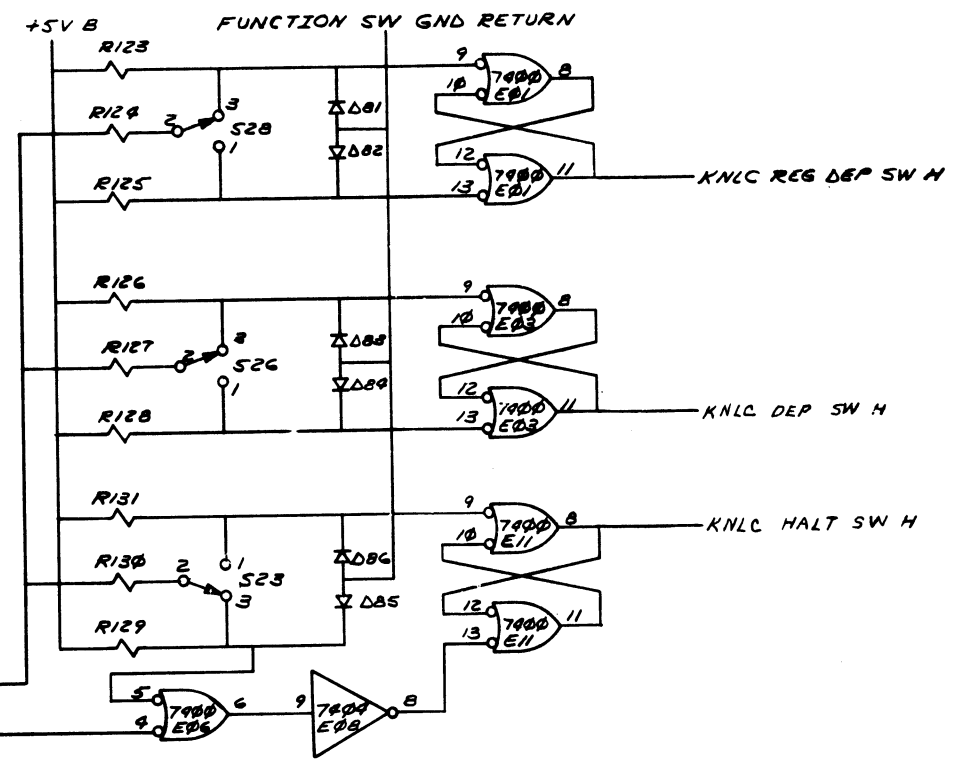 +5V B
FUNCTION SW GND RETURN
R123
9
7400
E01
8
10
R124
2
3
S28
1
D81
D82
12
7400
E01
11
13
R125
KNLC REG DEP SW H
R126
9
7400
E03
8
10
R127
2
3
S26
1
D83
D84
12
7400
E03
11
13
R128
KNLC DEP SW H
R131
9
7400
E11
8
10
KNLC HALT SW H
R130
2
1
S23
3
D86
D85
12
7400
E11
11
13
R129
5
4
7400
E06
6
9
7404
E08
8